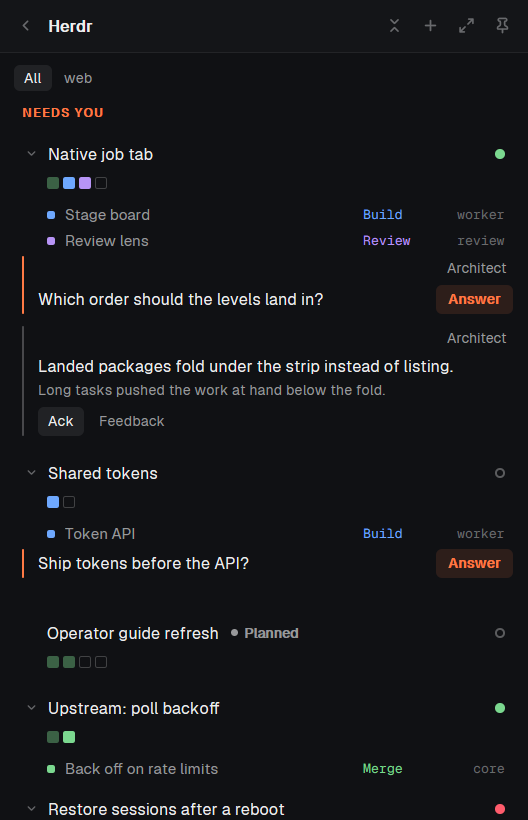 Herdr
All web
NEEDS YOU
Native job tab
Stage board Build worker
Review lens Review review
Architect
Which order should the levels land in? Answer
Architect
Landed packages fold under the strip instead of listing.
Long tasks pushed the work at hand below the fold.
Ack Feedback
Shared tokens
Token API Build worker
Ship tokens before the API? Answer
Operator guide refresh Planned
Upstream: poll backoff
Back off on rate limits Merge core
Restore sessions after a reboot